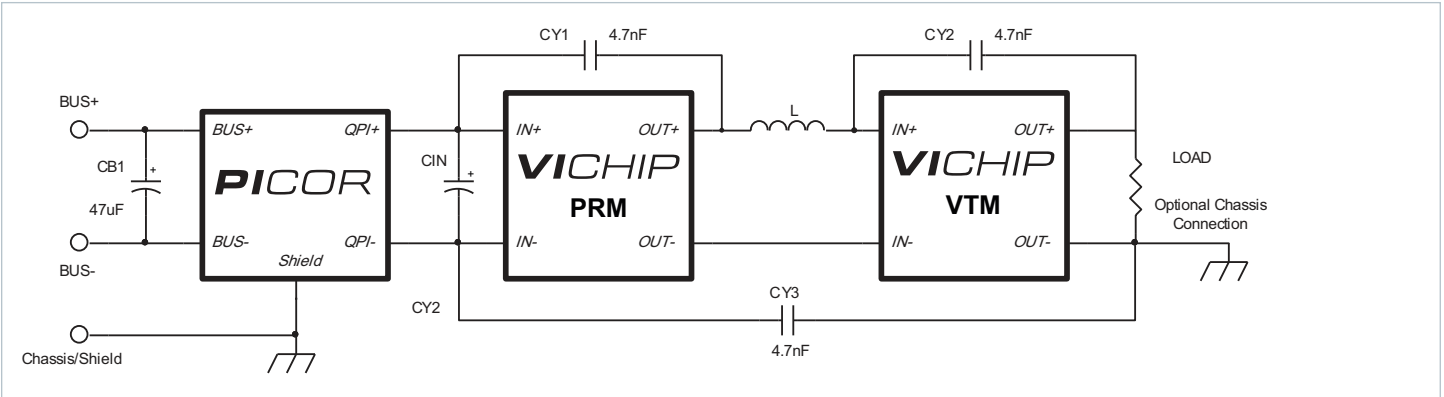 CY1 4.7nF
CY2 4.7nF
BUS+
L
BUS+ QPI+
IN+ OUT+
IN+ OUT+
CB1
+
47uF
PICOR
CIN
+
VICHIP
PRM
VICHIP
VTM
LOAD
Optional Chassis
Connection
BUS- QPI-
IN- OUT-
IN- OUT-
BUS-
Shield
CY2
CY3
4.7nF
Chassis/Shield